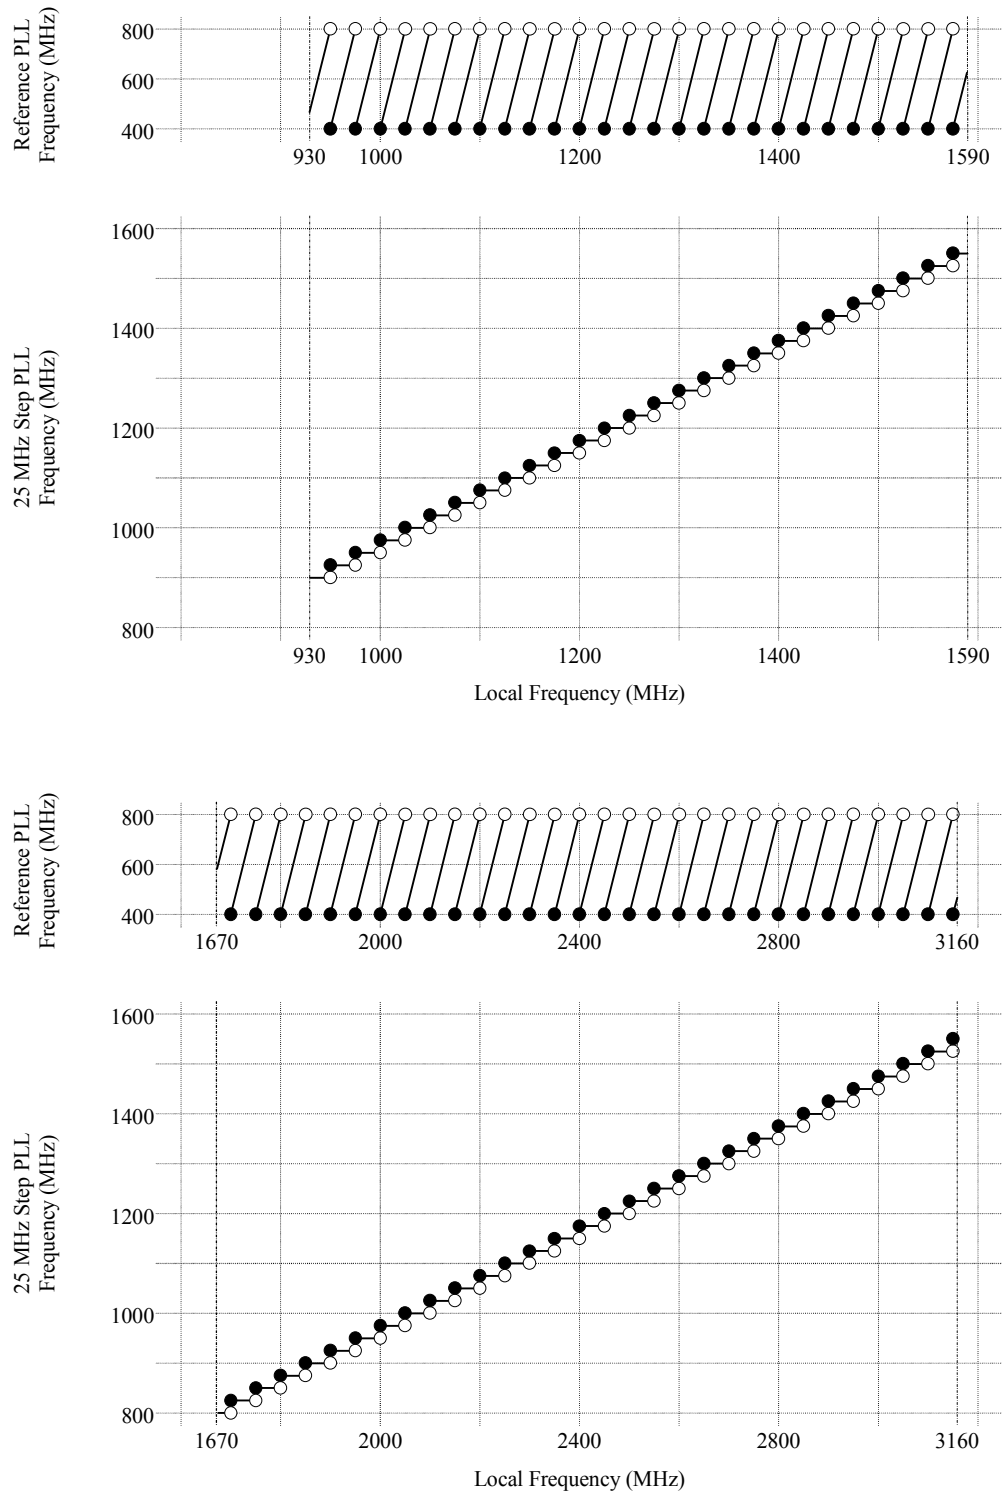 Reference PLL
Frequency (MHz)
800
600
400
930 1000 1200 1400 1590
25 MHz Step PLL
Frequency (MHz)
1600
1400
1200
1000
800
930 1000 1200 1400 1590
Local Frequency (MHz)
Reference PLL
Frequency (MHz)
800
600
400
1670 2000 2400 2800 3160
25 MHz Step PLL
Frequency (MHz)
1600
1400
1200
1000
800
1670 2000 2400 2800 3160
Local Frequency (MHz)